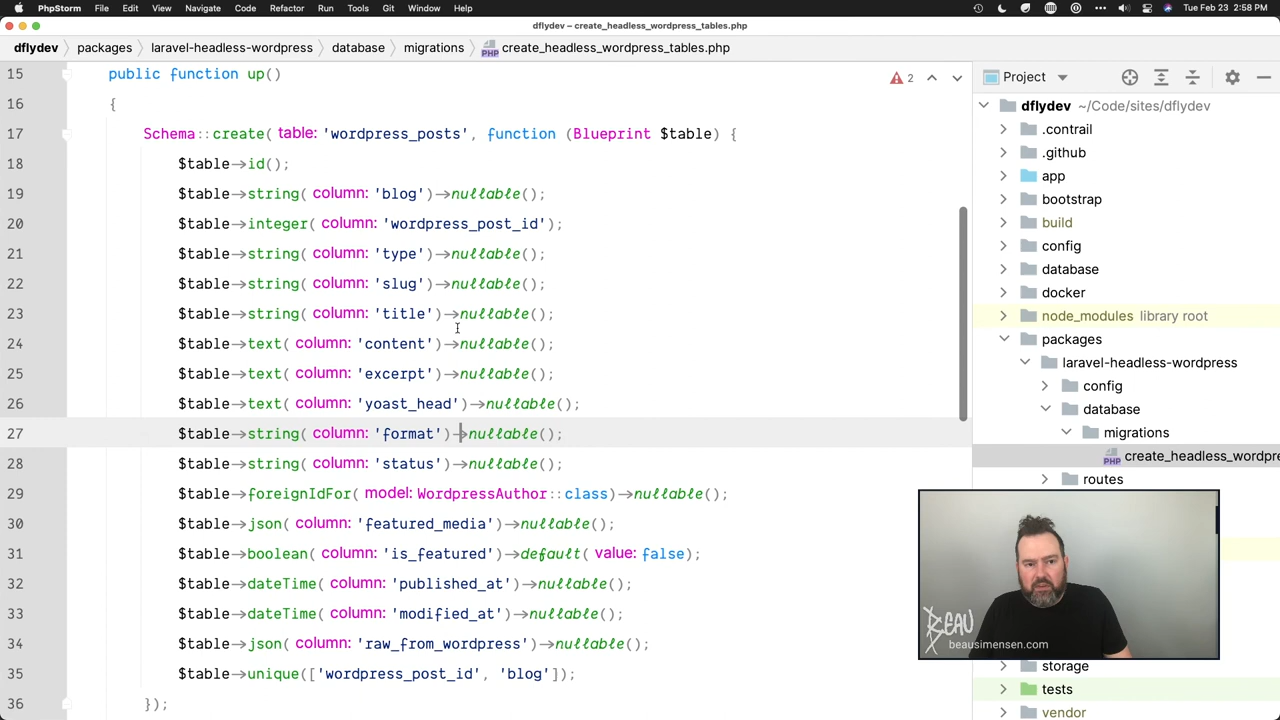 PhpStorm File Edit View Navigate Code Refactor Run Tools Git Window Help Tue Feb 23 2:58 PM
dflydev – create_headless_wordpress_tables.php
dflydev packages laravel-headless-wordpress database migrations PHP create_headless_wordpress_tables.php
15 public function up()
16 {
17 Schema::create( table: 'wordpress_posts', function (Blueprint $table) {
18 $table->id();
19 $table->string( column: 'blog')->nullable();
20 $table->integer( column: 'wordpress_post_id');
21 $table->string( column: 'type')->nullable();
22 $table->string( column: 'slug')->nullable();
23 $table->string( column: 'title')->nullable();
24 $table->text( column: 'content')->nullable();
25 $table->text( column: 'excerpt')->nullable();
26 $table->text( column: 'yoast_head')->nullable();
27 $table->string( column: 'format')->nullable();
28 $table->string( column: 'status')->nullable();
29 $table->foreignIdFor( model: WordpressAuthor::class)->nullable();
30 $table->json( column: 'featured_media')->nullable();
31 $table->boolean( column: 'is_featured')->default( value: false);
32 $table->dateTime( column: 'published_at')->nullable();
33 $table->dateTime( column: 'modified_at')->nullable();
34 $table->json( column: 'raw_from_wordpress')->nullable();
35 $table->unique(['wordpress_post_id', 'blog']);
36 });
2
Project
dflydev ~/Code/sites/dflydev
.contrail
.github
app
bootstrap
build
config
database
docker
node_modules library root
packages
laravel-headless-wordpress
config
database
migrations
PHP create_headless_wordpre
routes
BEAU
beausimensen.com
storage
tests
vendor